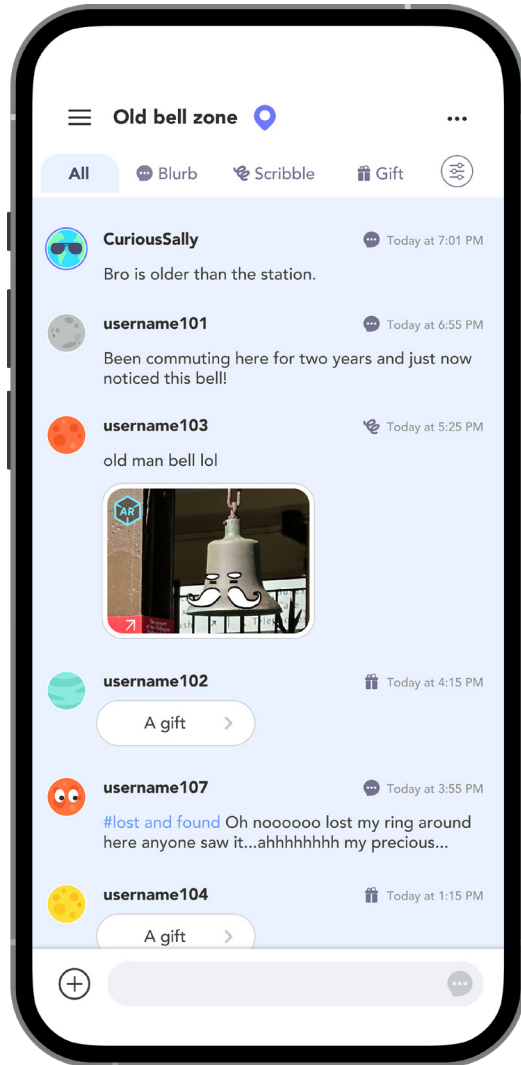 Old bell zone
All
Blurb
Scribble
Gift
CuriousSally
Today at 7:01 PM
Bro is older than the station.
username101
Today at 6:55 PM
Been commuting here for two years and just now
noticed this bell!
username103
Today at 5:25 PM
old man bell lol
AR
username102
Today at 4:15 PM
A gift
username107
Today at 3:55 PM
#lost and found Oh noooooo lost my ring around
here anyone saw it...ahhhhhhhh my precious...
username104
Today at 1:15 PM
A gift